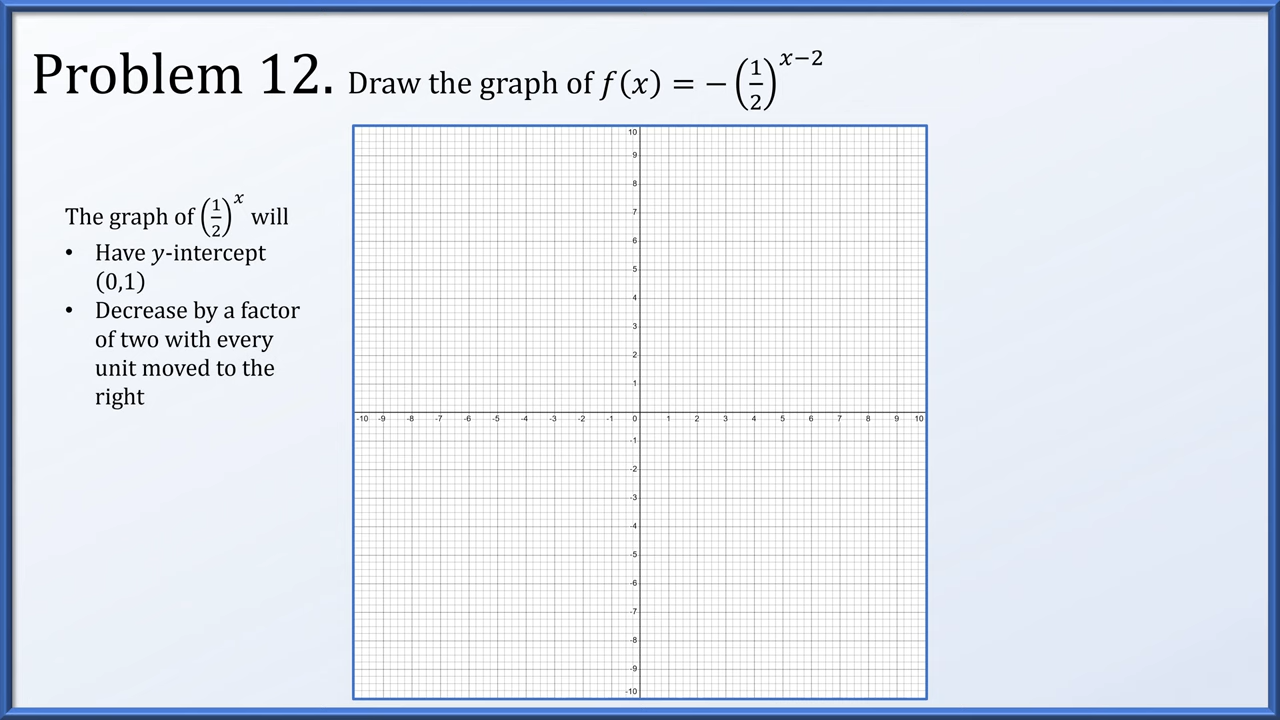 Problem 12. Draw the graph of f(x) = −(1/2)^(x−2)
The graph of (1/2)^x will
• Have y-intercept
(0,1)
• Decrease by a factor
of two with every
unit moved to the
right
10
9
8
7
6
5
4
3
2
1
-10 -9 -8 -7 -6 -5 -4 -3 -2 -1 0 1 2 3 4 5 6 7 8 9 10
-1
-2
-3
-4
-5
-6
-7
-8
-9
-10